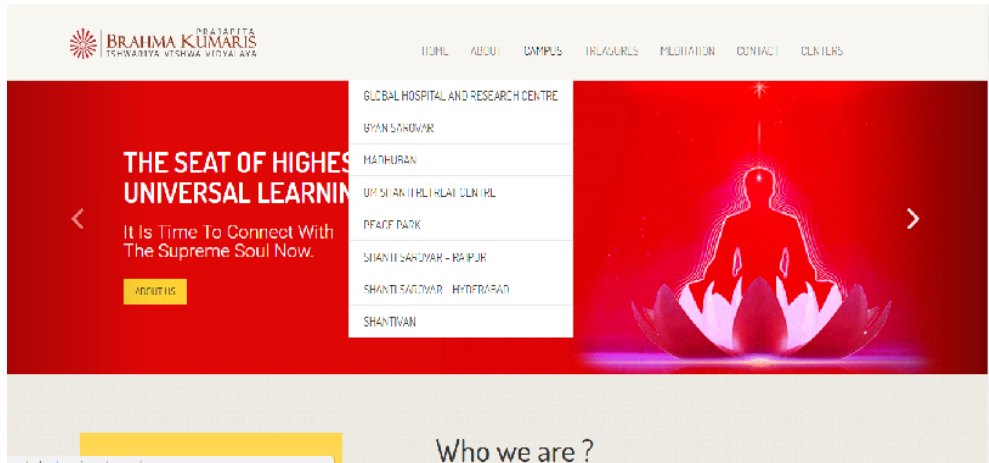 PRAJAPITA
BRAHMA KUMARIS
ISHWARIYA VISHWA VIDYALAYA
HOME ABOUT CAMPUS TREASURES MEDITATION CONTACT CENTERS
GLOBAL HOSPITAL AND RESEARCH CENTRE
GYAN SAROVAR
MADHUBAN
OM SHANTI RETREAT CENTRE
PEACE PARK
SHANTI SAROVAR – RAIPUR
SHANTI SAROVAR – HYDERABAD
SHANTIVAN
THE SEAT OF HIGHES
UNIVERSAL LEARNIN
It Is Time To Connect With
The Supreme Soul Now.
ABOUT US
Who we are ?